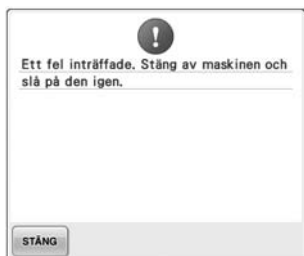 Ett fel inträffade. Stäng av maskinen och
slå på den igen.
STÄNG